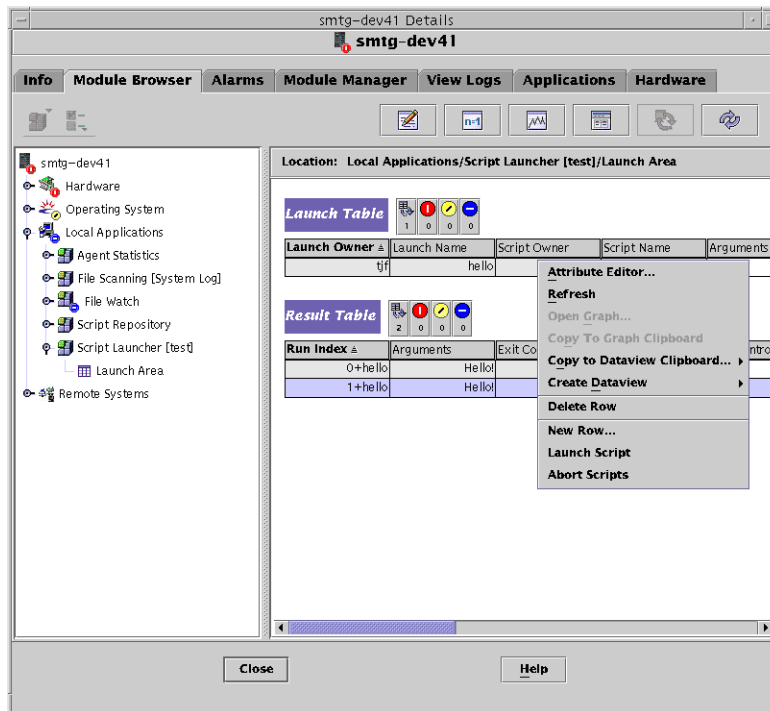 smtg-dev41 Details
smtg-dev41
Info Module Browser Alarms Module Manager View Logs Applications Hardware
n=1
smtg-dev41
Hardware
Operating System
Local Applications
Agent Statistics
File Scanning [System Log]
File Watch
Script Repository
Script Launcher [test]
Launch Area
Remote Systems
Location: Local Applications/Script Launcher [test]/Launch Area
Launch Table 1 0 0 0
Launch Owner Launch Name Script Owner Script Name Arguments
tjf hello
Result Table 2 0 0 0
Run Index Arguments Exit Co ntro
0+hello Hello!
1+hello Hello!
Attribute Editor...
Refresh
Open Graph...
Copy To Graph Clipboard
Copy to Dataview Clipboard...
Create Dataview
Delete Row
New Row...
Launch Script
Abort Scripts
Close Help